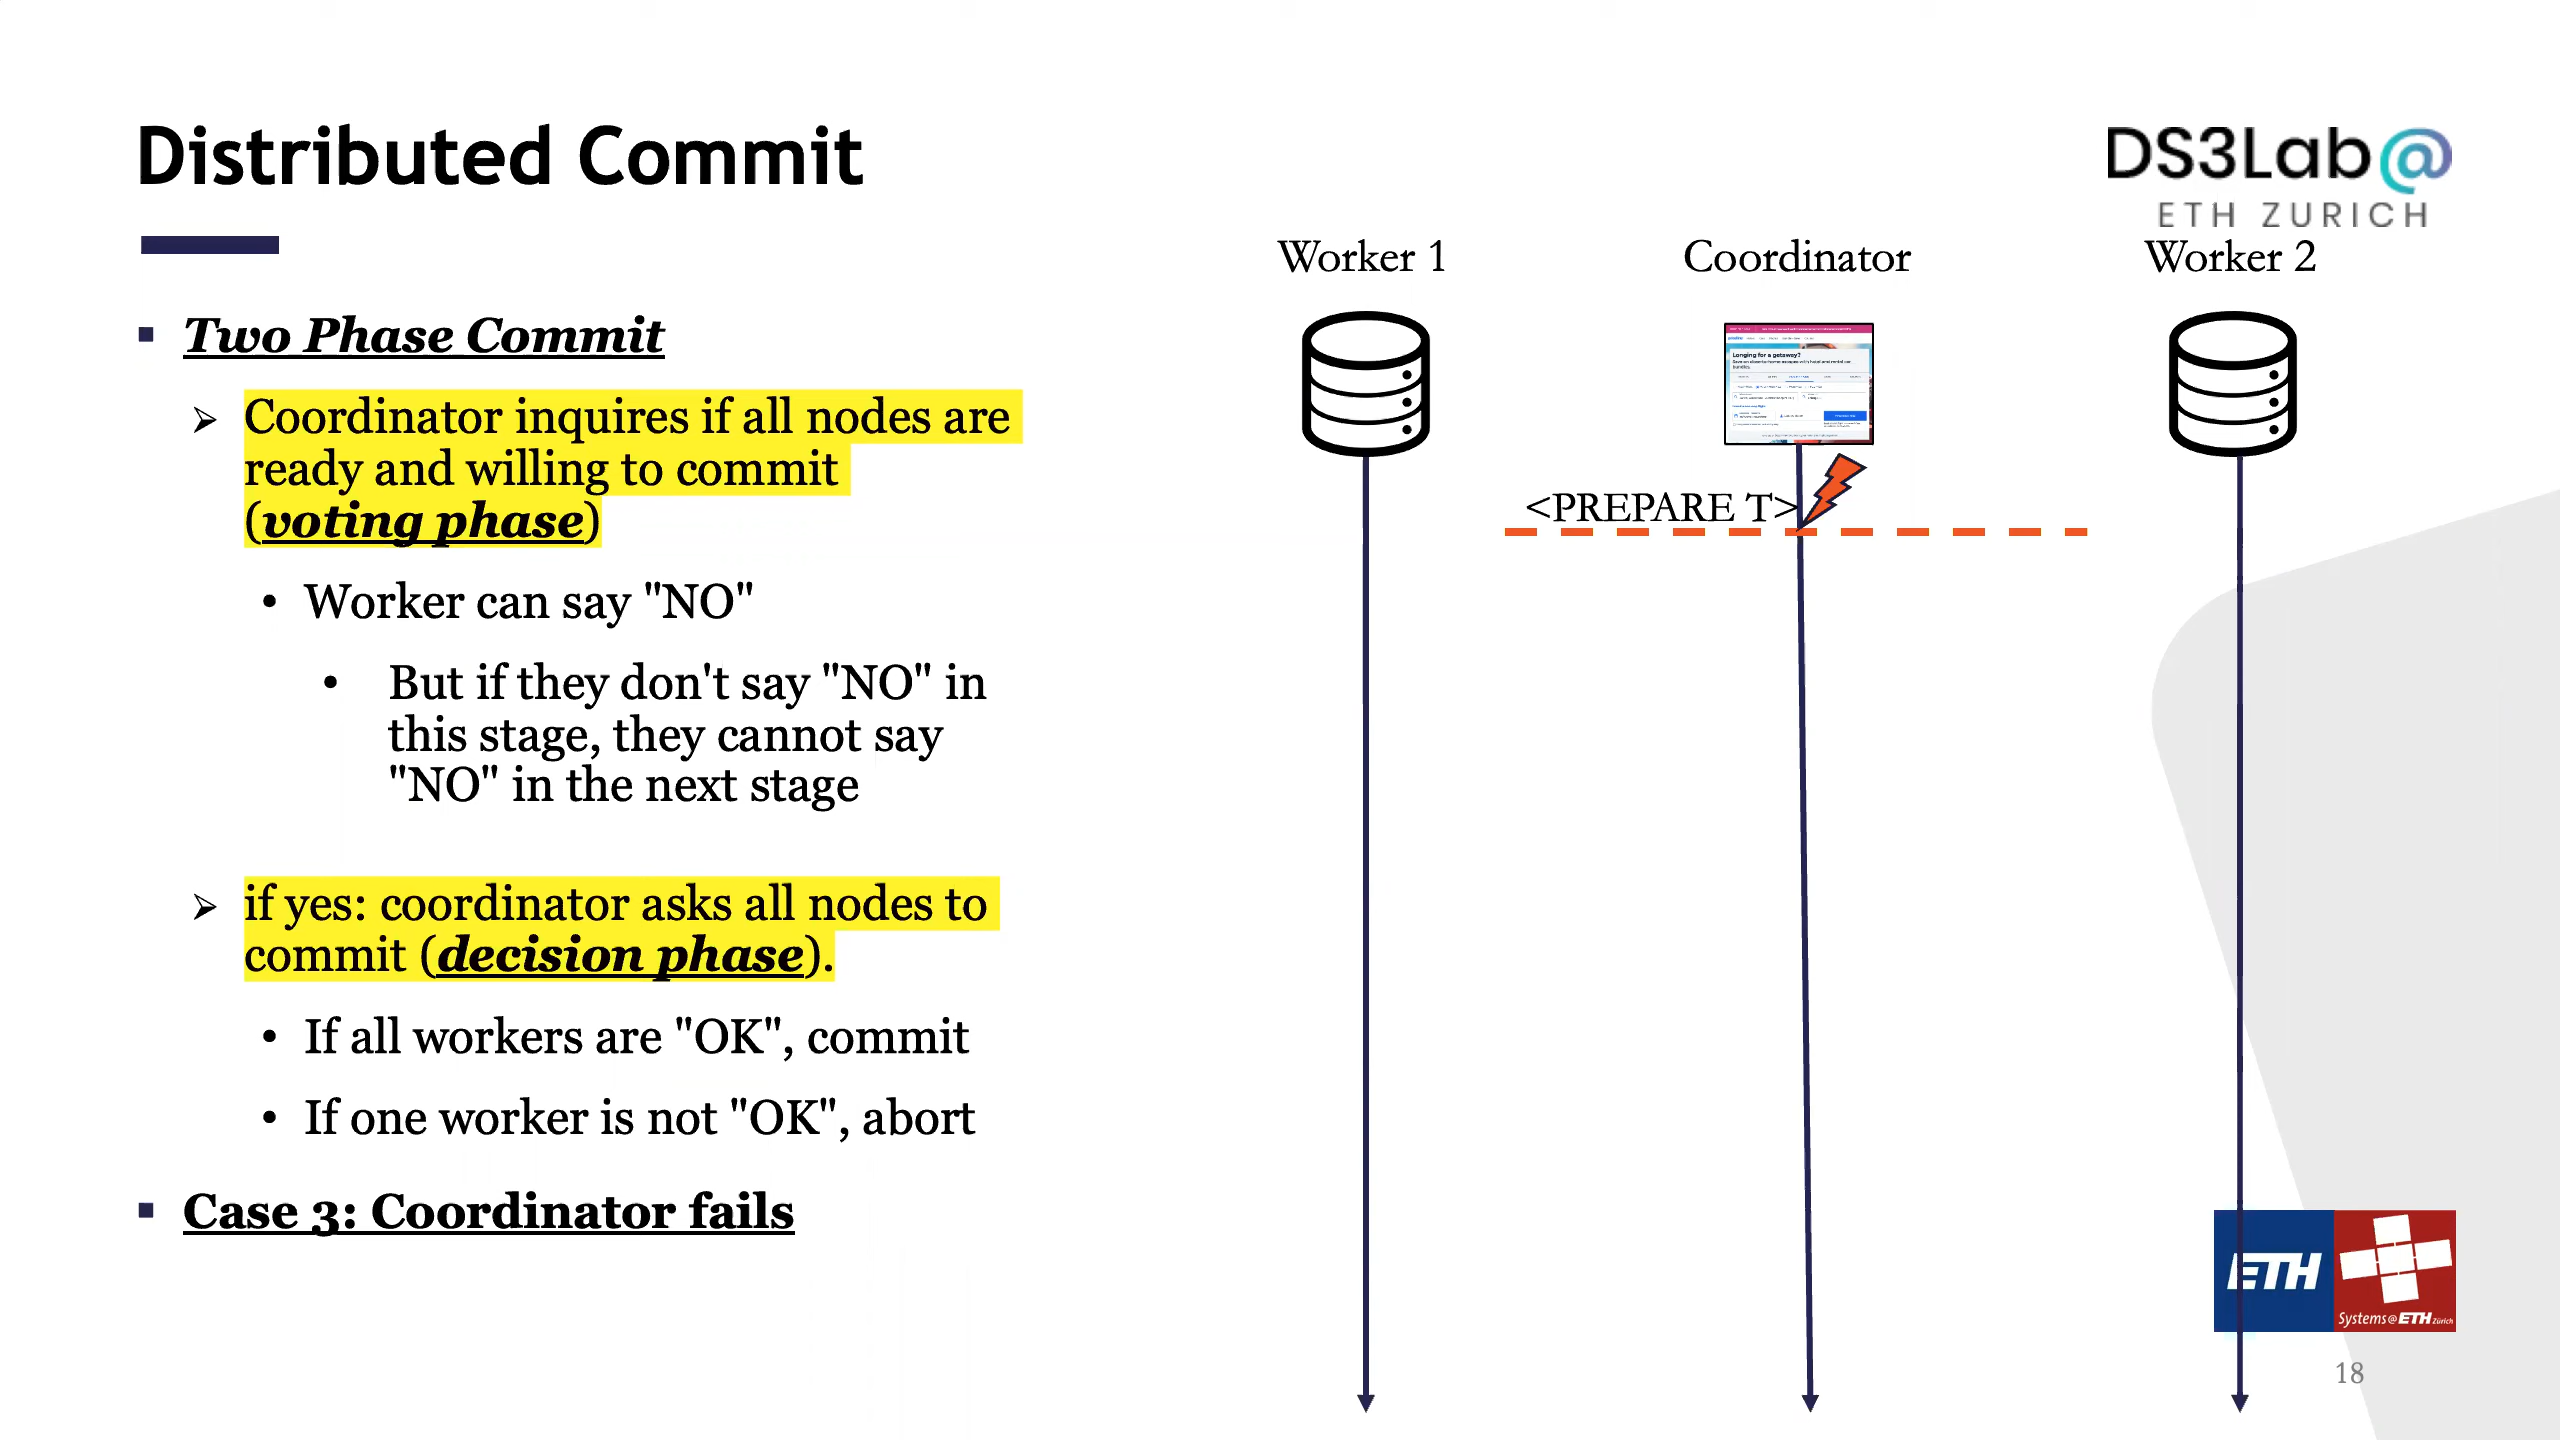 Distributed Commit
DS3Lab@
ETH ZURICH
Two Phase Commit
Coordinator inquires if all nodes are
ready and willing to commit
(voting phase)
Worker can say "NO"
But if they don't say "NO" in
this stage, they cannot say
"NO" in the next stage
if yes: coordinator asks all nodes to
commit (decision phase).
If all workers are "OK", commit
If one worker is not "OK", abort
Case 3: Coordinator fails
Worker 1
Coordinator
Worker 2
Longing for a getaway?
<PREPARE T>
ETH
Systems@ETH Zürich
18